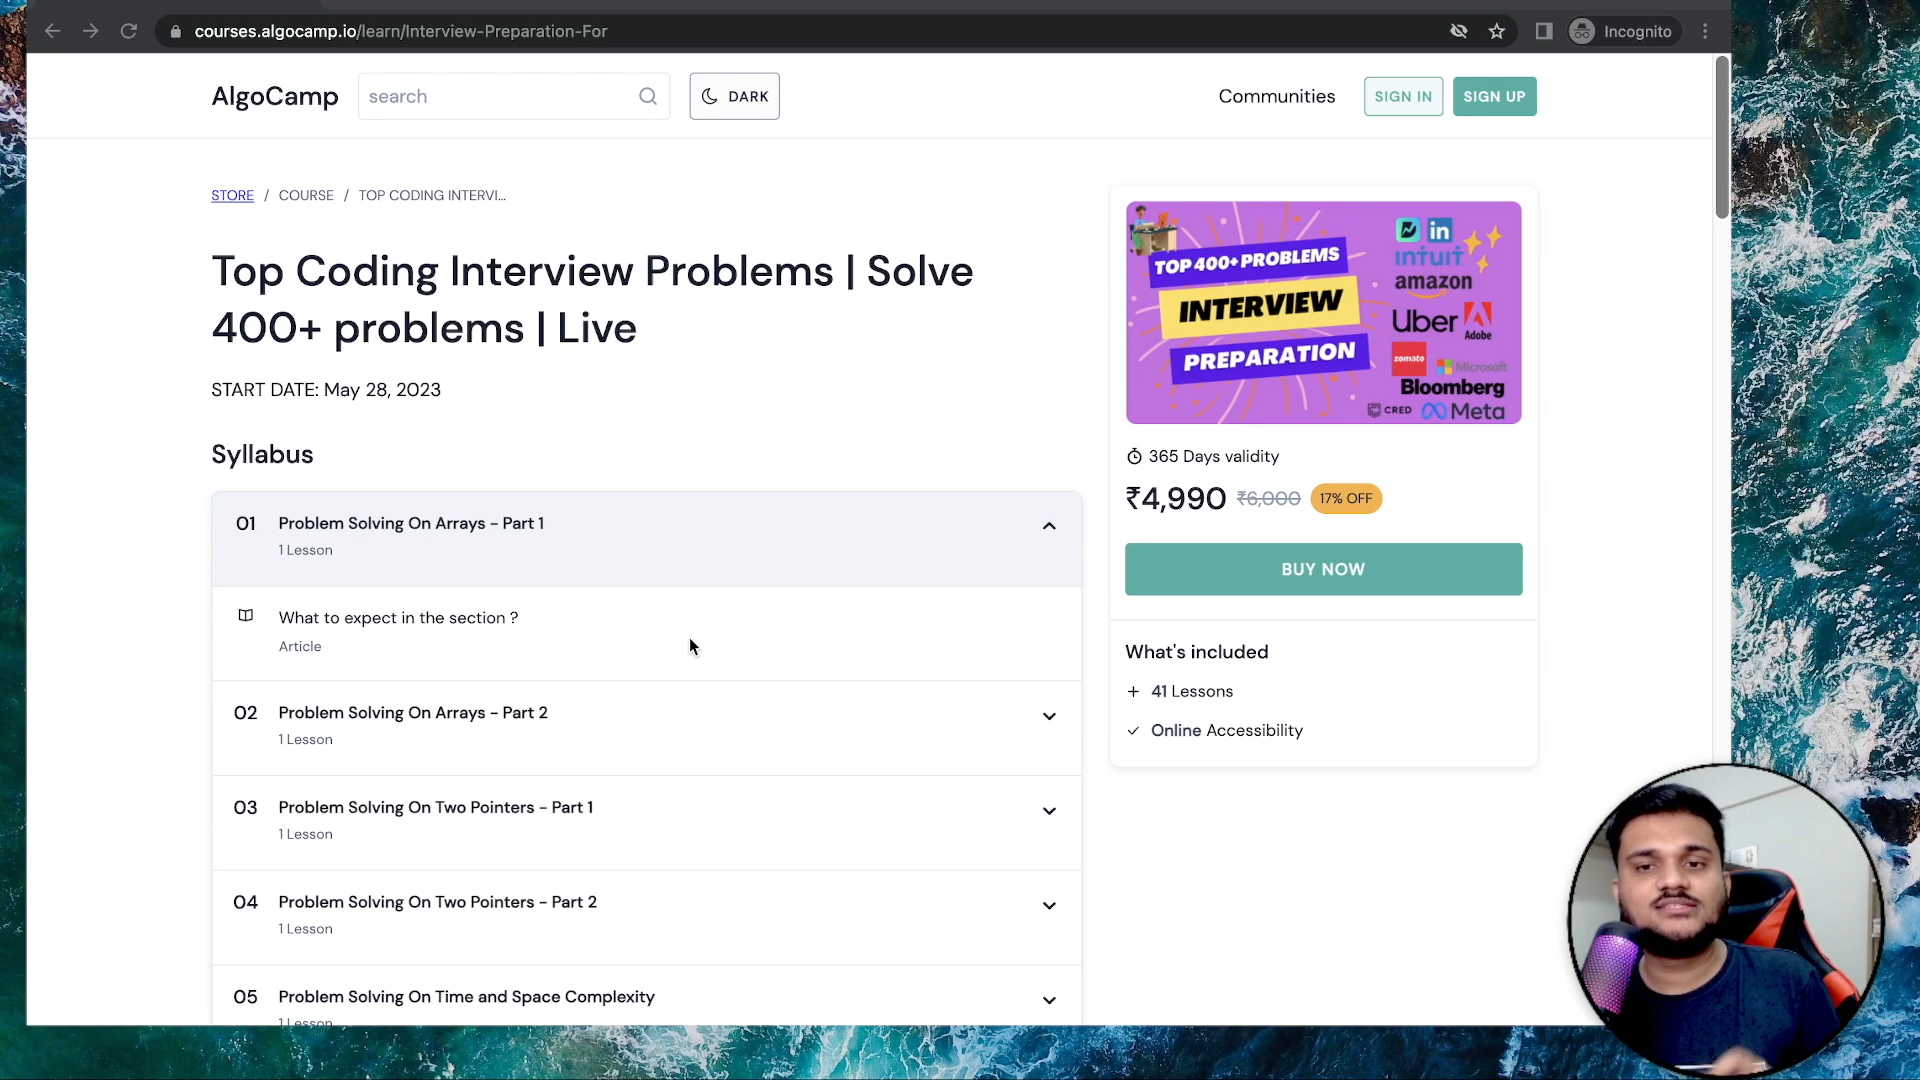 courses.algocamp.io/learn/Interview-Preparation-For
Incognito
AlgoCamp
search
DARK
Communities
SIGN IN
SIGN UP
STORE / COURSE / TOP CODING INTERVI...
Top Coding Interview Problems | Solve
400+ problems | Live
START DATE: May 28, 2023
Syllabus
01 Problem Solving On Arrays - Part 1
1 Lesson
What to expect in the section ?
Article
02 Problem Solving On Arrays - Part 2
1 Lesson
03 Problem Solving On Two Pointers - Part 1
1 Lesson
04 Problem Solving On Two Pointers - Part 2
1 Lesson
05 Problem Solving On Time and Space Complexity
1 Lesson
TOP 400+ PROBLEMS
INTERVIEW
PREPARATION
in
intuit
amazon
Uber
Adobe
zomato
Microsoft
Bloomberg
CRED
Meta
365 Days validity
₹4,990 ₹6,000 17% OFF
BUY NOW
What's included
+ 41 Lessons
Online Accessibility